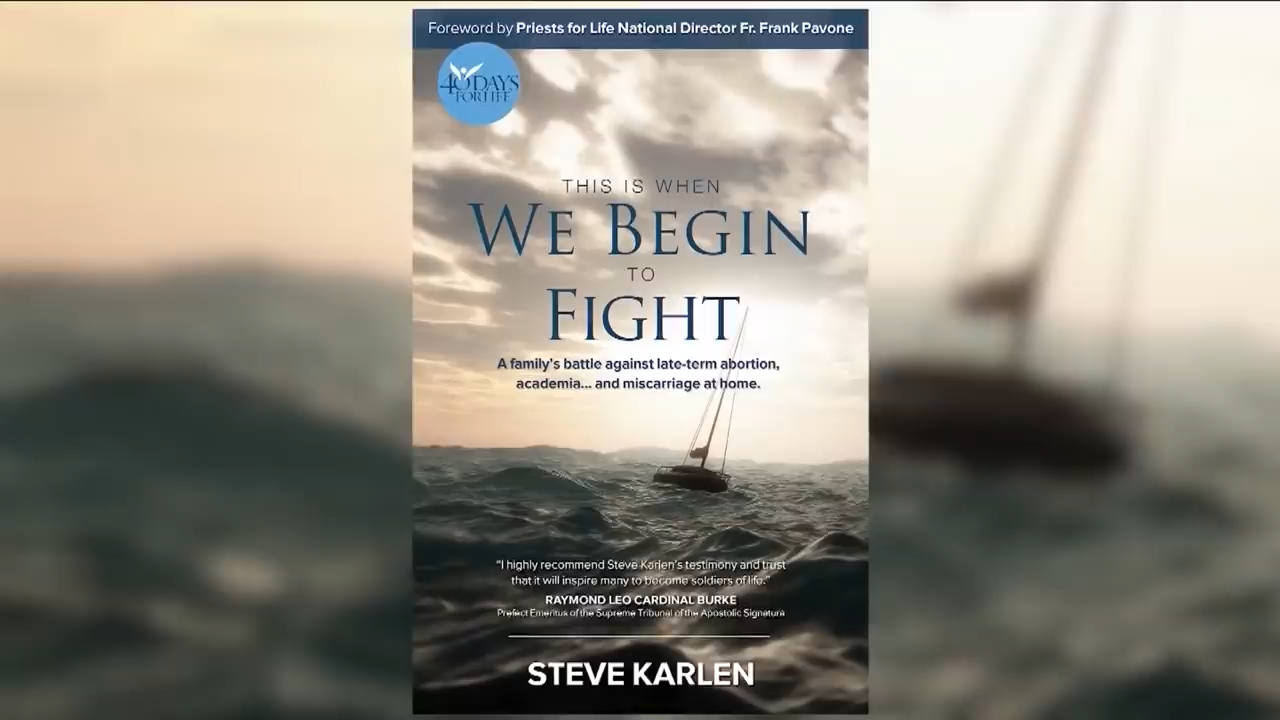 Foreword by Priests for Life National Director Fr. Frank Pavone
40 DAYS
FOR LIFE
THIS IS WHEN
WE BEGIN
TO
FIGHT
A family's battle against late-term abortion,
academia... and miscarriage at home.
"I highly recommend Steve Karlen's testimony and trust
that it will inspire many to become soldiers of life."
RAYMOND LEO CARDINAL BURKE
Prefect Emeritus of the Supreme Tribunal of the Apostolic Signatura
STEVE KARLEN